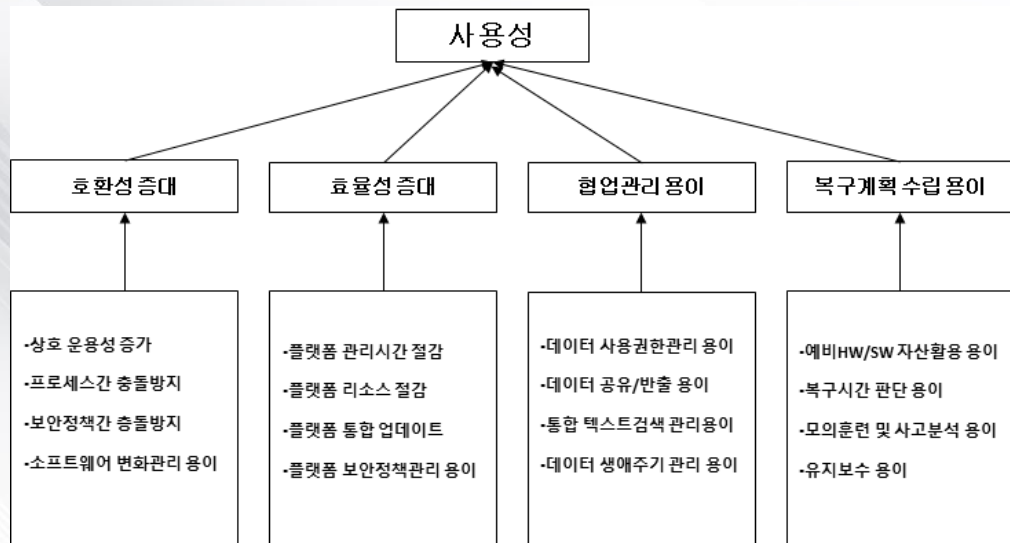 사용성
호환성 증대
효율성 증대
협업관리 용이
복구계획 수립 용이
-상호 운용성 증가
-프로세스간 충돌방지
-보안정책간 충돌방지
-소프트웨어 변화관리 용이
-플랫폼 관리시간 절감
-플랫폼 리소스 절감
-플랫폼 통합 업데이트
-플랫폼 보안정책관리 용이
-데이터 사용권한관리 용이
-데이터 공유/반출 용이
-통합 텍스트검색 관리용이
-데이터 생애주기 관리 용이
-예비HW/SW 자산활용 용이
-복구시간 판단 용이
-모의훈련 및 사고분석 용이
-유지보수 용이